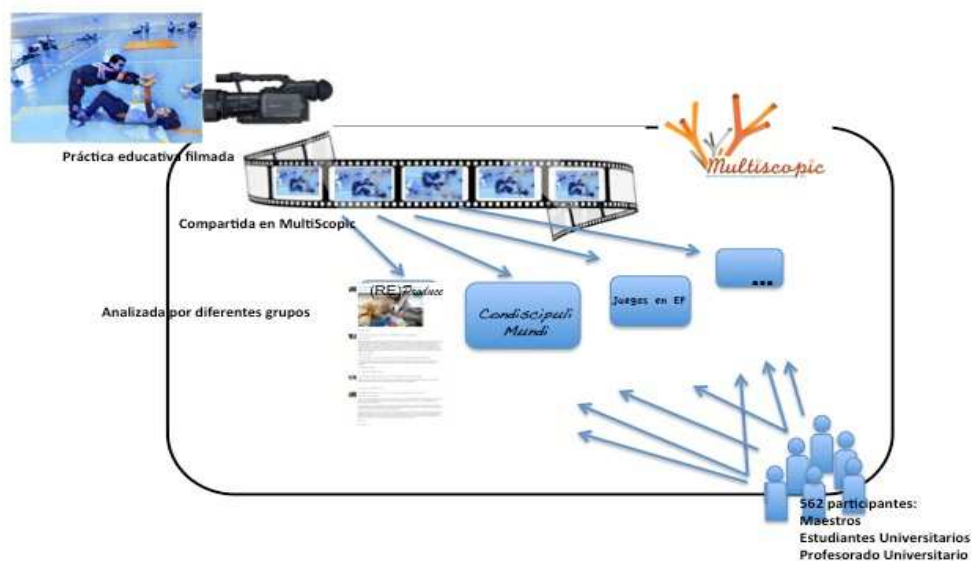 Práctica educativa filmada
Multiscopic
Compartida en MultiScopic
(RE)Produce
Condiscipuli
Mundi
Juegos en EF
...
Analizada por diferentes grupos
562 participantes:
Maestros
Estudiantes Universitarios
Profesorado Universitario